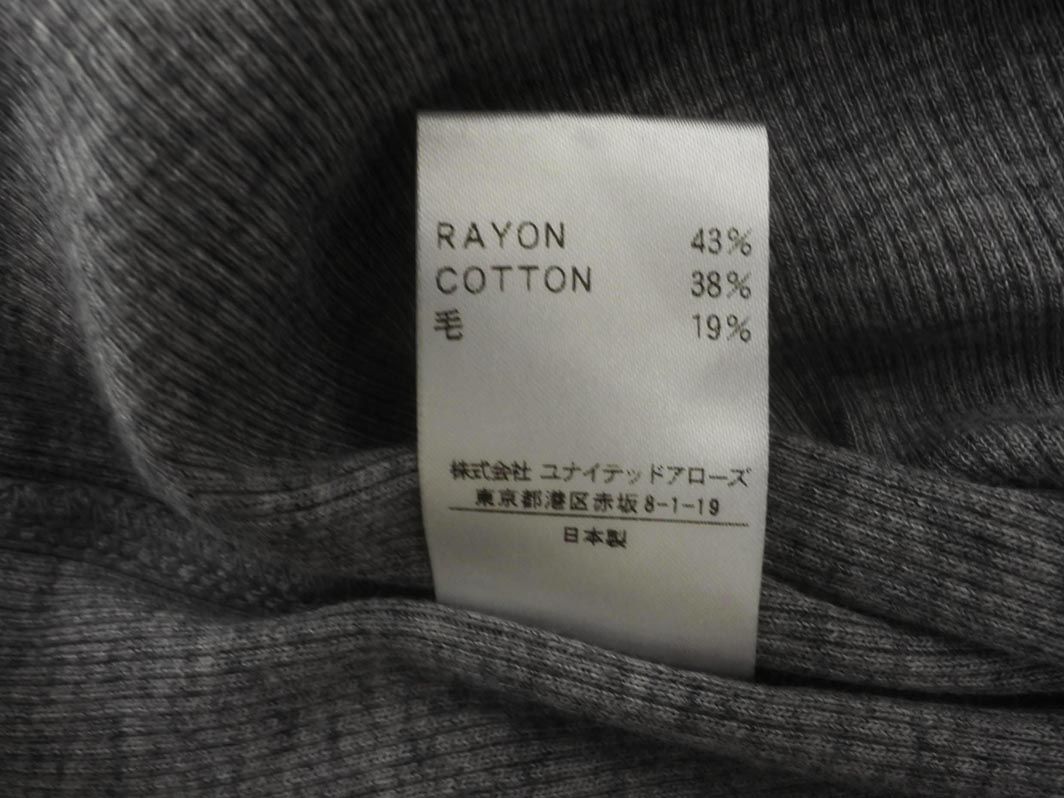 RAYON 43%
COTTON 38%
毛 19%
株式会社 ユナイテッドアローズ
東京都港区赤坂8-1-19
日本製